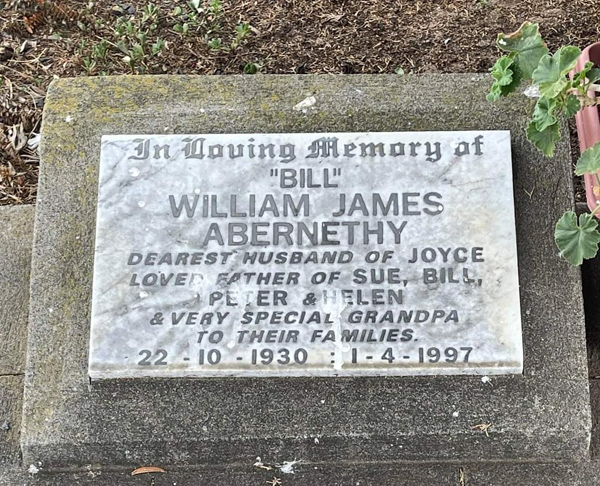 In Loving Memory of
"BILL"
WILLIAM JAMES
ABERNETHY
DEAREST HUSBAND OF JOYCE
LOVED FATHER OF SUE, BILL,
PETER & HELEN
& VERY SPECIAL GRANDPA
TO THEIR FAMILIES.
22 - 10 - 1930 : 1 - 4 - 1997